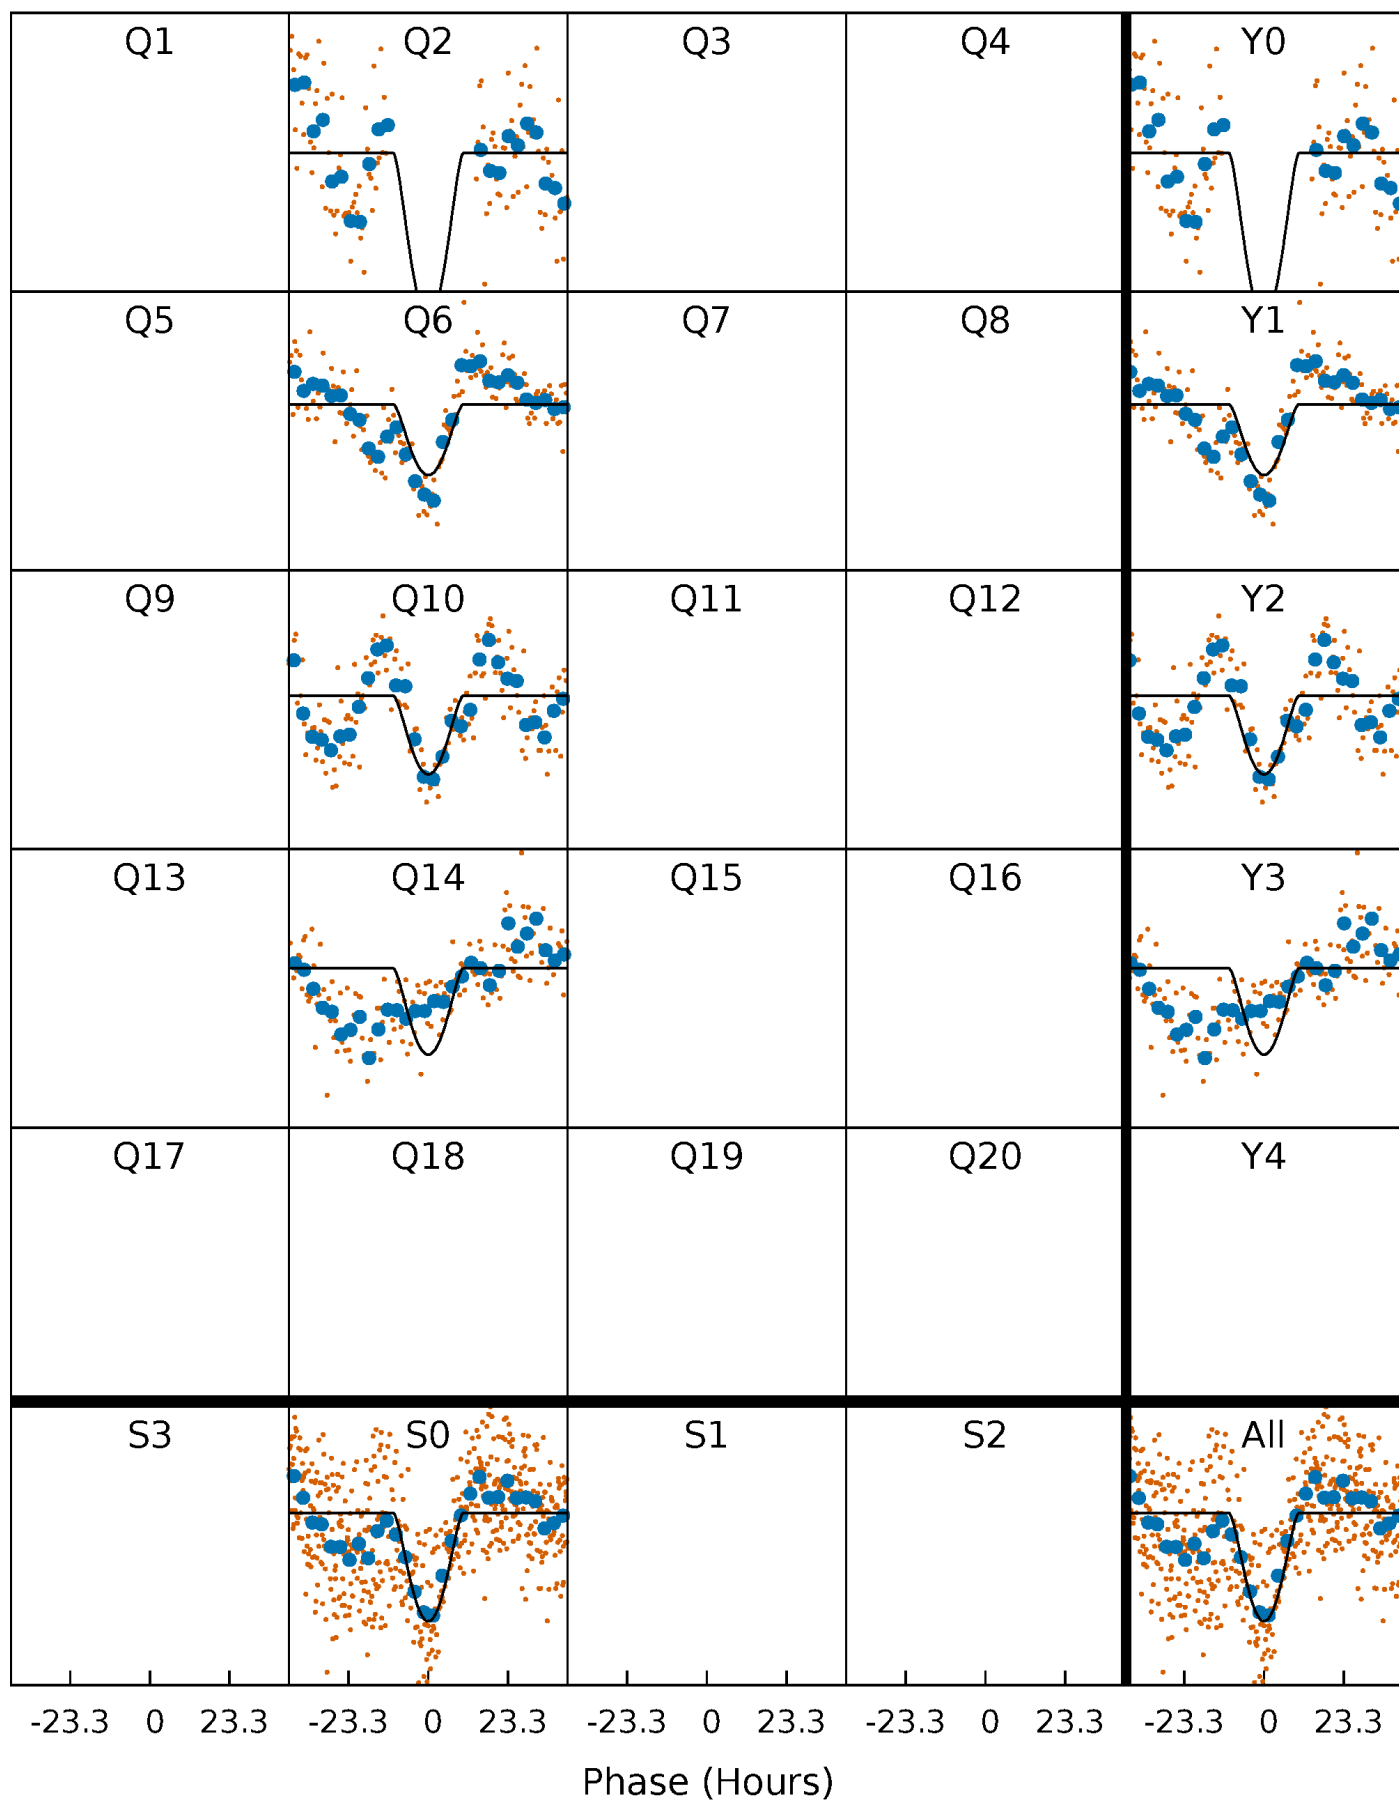 Q1 Q2 Q3 Q4 Y0
Q5 Q6 Q7 Q8 Y1
Q9 Q10 Q11 Q12 Y2
Q13 Q14 Q15 Q16 Y3
Q17 Q18 Q19 Q20 Y4
S3 S0 S1 S2 All
-23.3 0 23.3 -23.3 0 23.3 -23.3 0 23.3 -23.3 0 23.3 -23.3 0 23.3
Phase (Hours)